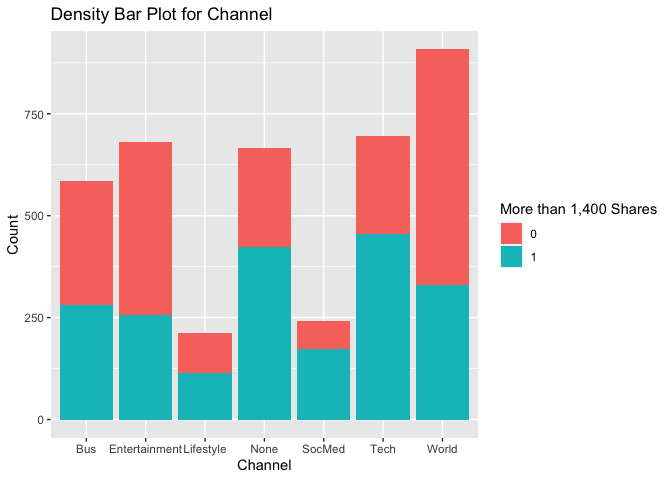 Density Bar Plot for Channel
Count
750
500
250
0
Bus Entertainment Lifestyle None SocMed Tech World
Channel
More than 1,400 Shares
0
1